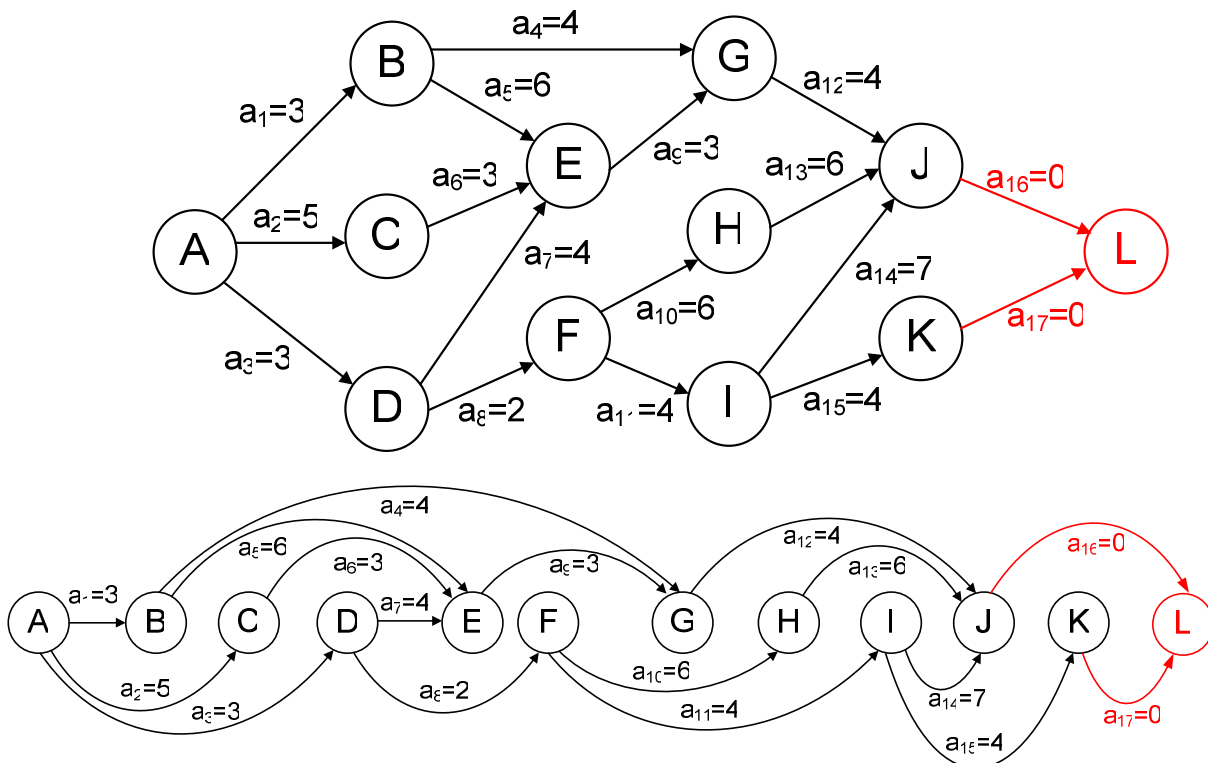 a₄=4
B
G
a₅=6
a₁₂=4
a₁=3
a₉=3
E
J
a₆=3
a₁₃=6
a₁₆=0
a₂=5
C
H
A
L
a₇=4
a₁₄=7
a₁₀=6
F
K
a₁₇=0
a₃=3
D
a₈=2
a₁₁=4
I
a₁₅=4
a₄=4
a₅=6
a₆=3
a₉=3
a₁₂=4
a₁₃=6
a₁₆=0
a₁=3
a₇=4
A B C D E F G H I J K L
a₂=5
a₃=3
a₈=2
a₁₀=6
a₁₁=4
a₁₄=7
a₁₅=4
a₁₇=0